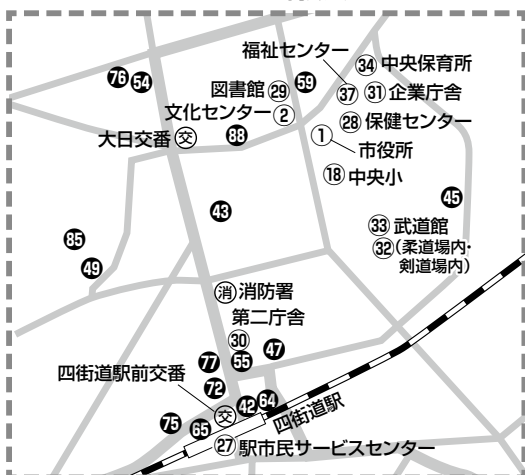 福祉センター
76 54
図書館 29 59
34 中央保育所
37 31 企業庁舎
文化センター 2
28 保健センター
大日交番 交 88
1
市役所
18 中央小
43
45
85
33 武道館
49
32 (柔道場内・
剣道場内)
消 消防署
第二庁舎
30
77 55 47
四街道駅前交番
72
交 42 64
四街道駅
75 65
27 駅市民サービスセンター